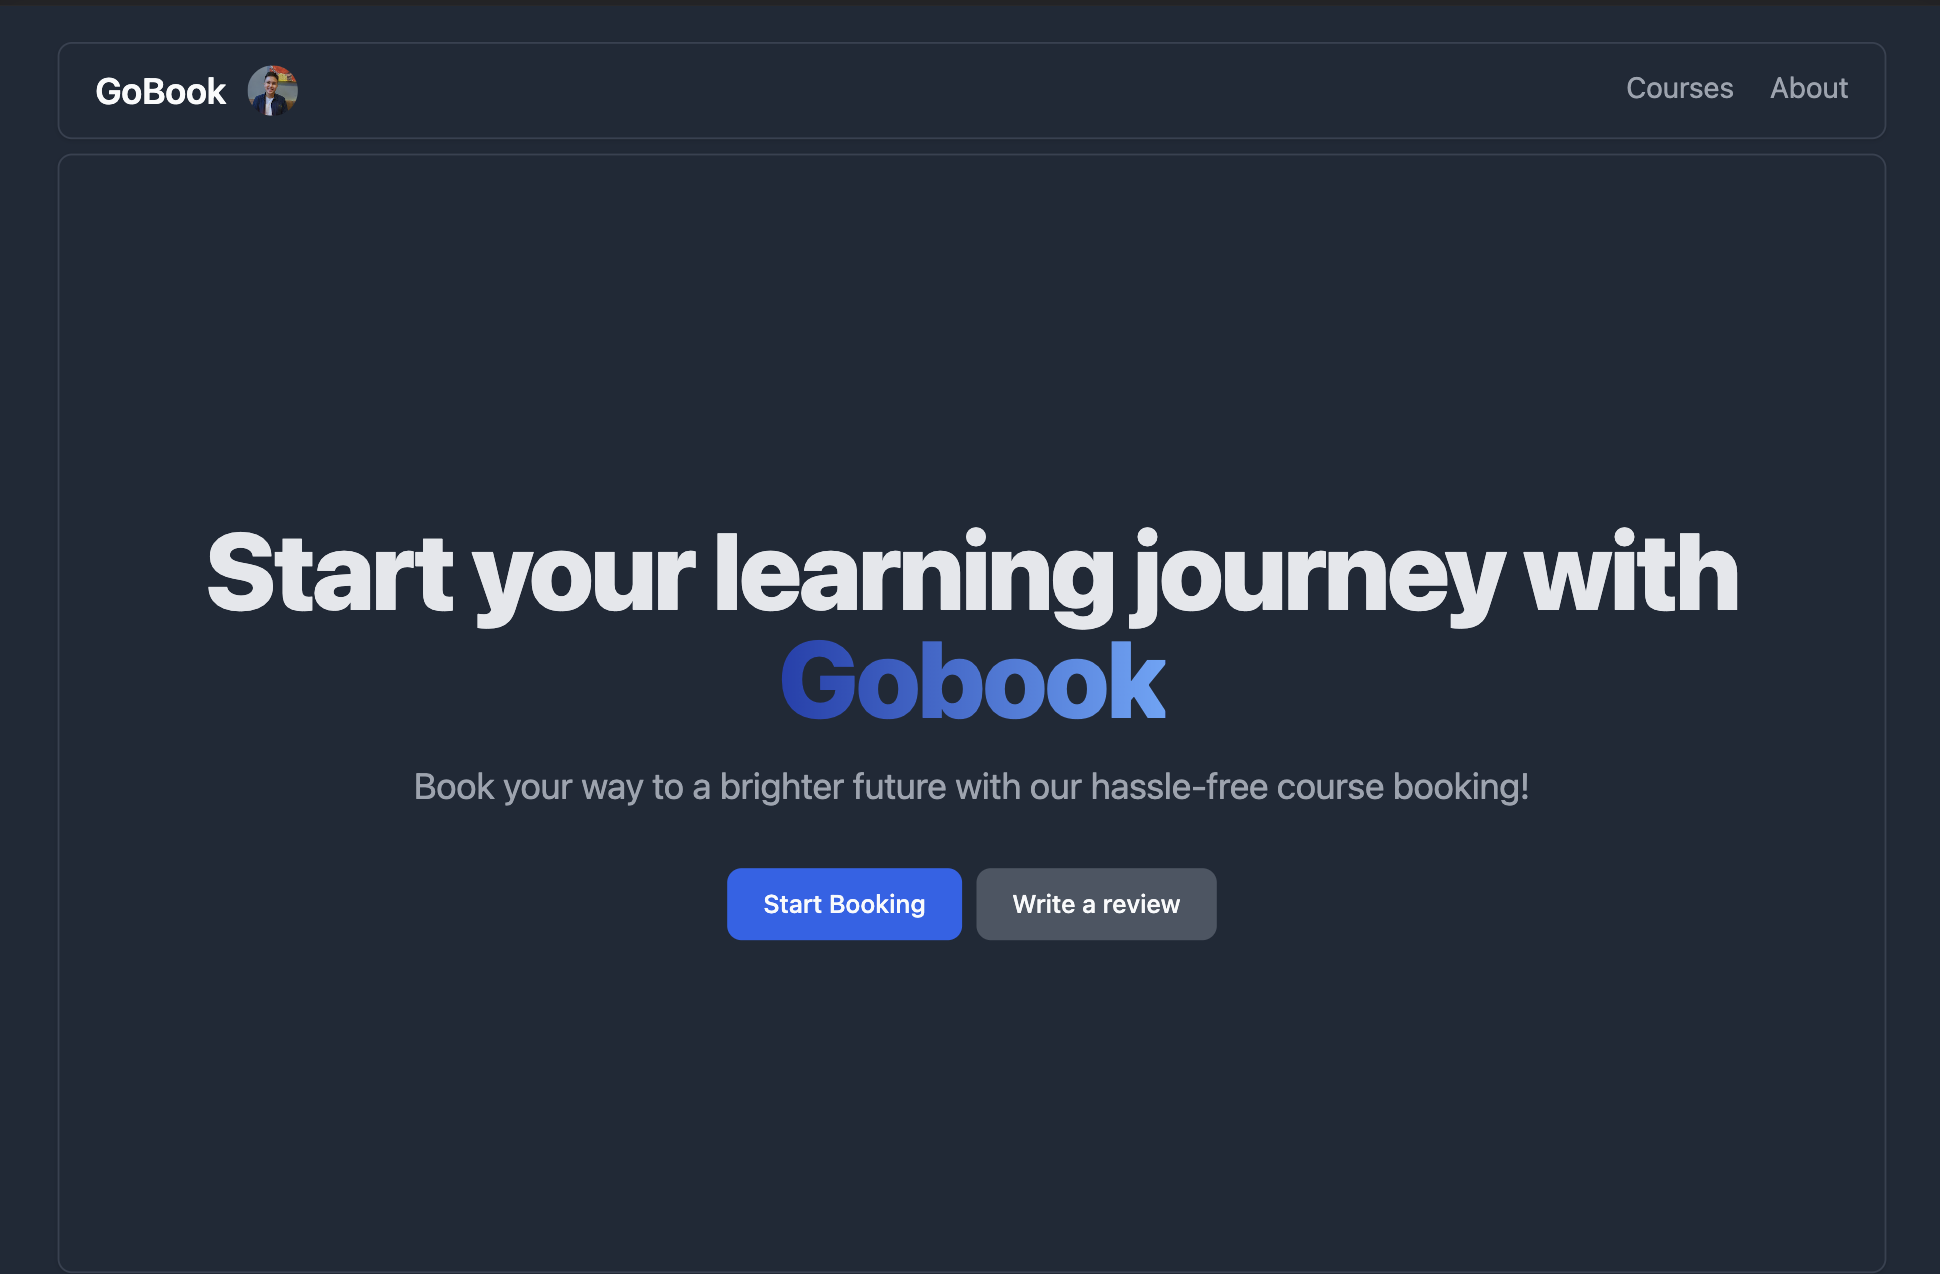 GoBook
Courses
About
Start your learning journey with
Gobook
Book your way to a brighter future with our hassle-free course booking!
Start Booking
Write a review